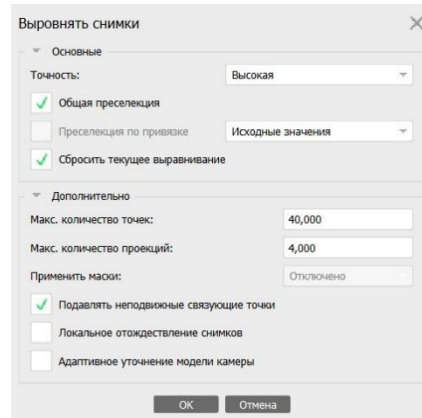 Выровнять снимки
Основные
Точность: Высокая
Общая преселекция
Преселекция по привязке Исходные значения
Сбросить текущее выравнивание
Дополнительно
Макс. количество точек: 40,000
Макс. количество проекций: 4,000
Применить маски: Отключено
Подавлять неподвижные связующие точки
Локальное отождествление снимков
Адаптивное уточнение модели камеры
OK Отмена